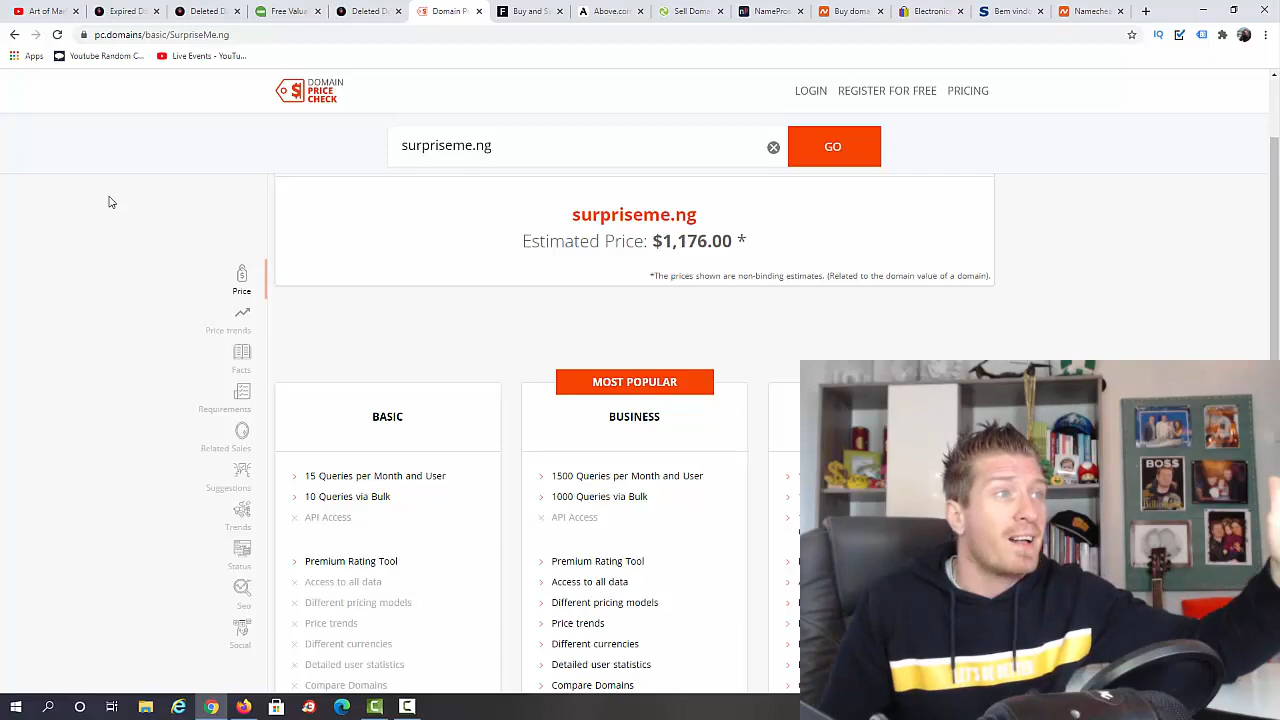 Art of Mar
Expired Do
Deleted D
Free Value
Deleted Do
Domain P
Buy and S
Above.com
Sell Dome
NamePros
Buy doma
Electronic
Bem vindo
Namechea
pc.domains/basic/SurpriseMe.ng
Apps
Youtube Random C...
Live Events - YouTu...
DOMAIN
PRICE
CHECK
LOGIN
REGISTER FOR FREE
PRICING
surpriseme.ng
GO
surpriseme.ng
Estimated Price: $1,176.00 *
*The prices shown are non-binding estimates. (Related to the domain value of a domain).
Price
Price trends
Facts
Requirements
Related Sales
Suggestions
Trends
Status
Seo
Social
BASIC
15 Queries per Month and User
10 Queries via Bulk
API Access
Premium Rating Tool
Access to all data
Different pricing models
Price trends
Different currencies
Detailed user statistics
Compare Domains
MOST POPULAR
BUSINESS
1500 Queries per Month and User
1000 Queries via Bulk
API Access
Premium Rating Tool
Access to all data
Different pricing models
Price trends
Different currencies
Detailed user statistics
Compare Domains
BOSS